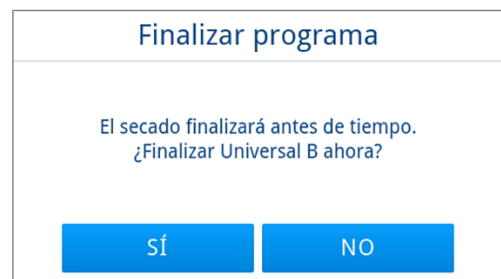 Finalizar programa
El secado finalizará antes de tiempo.
¿Finalizar Universal B ahora?
SÍ
NO